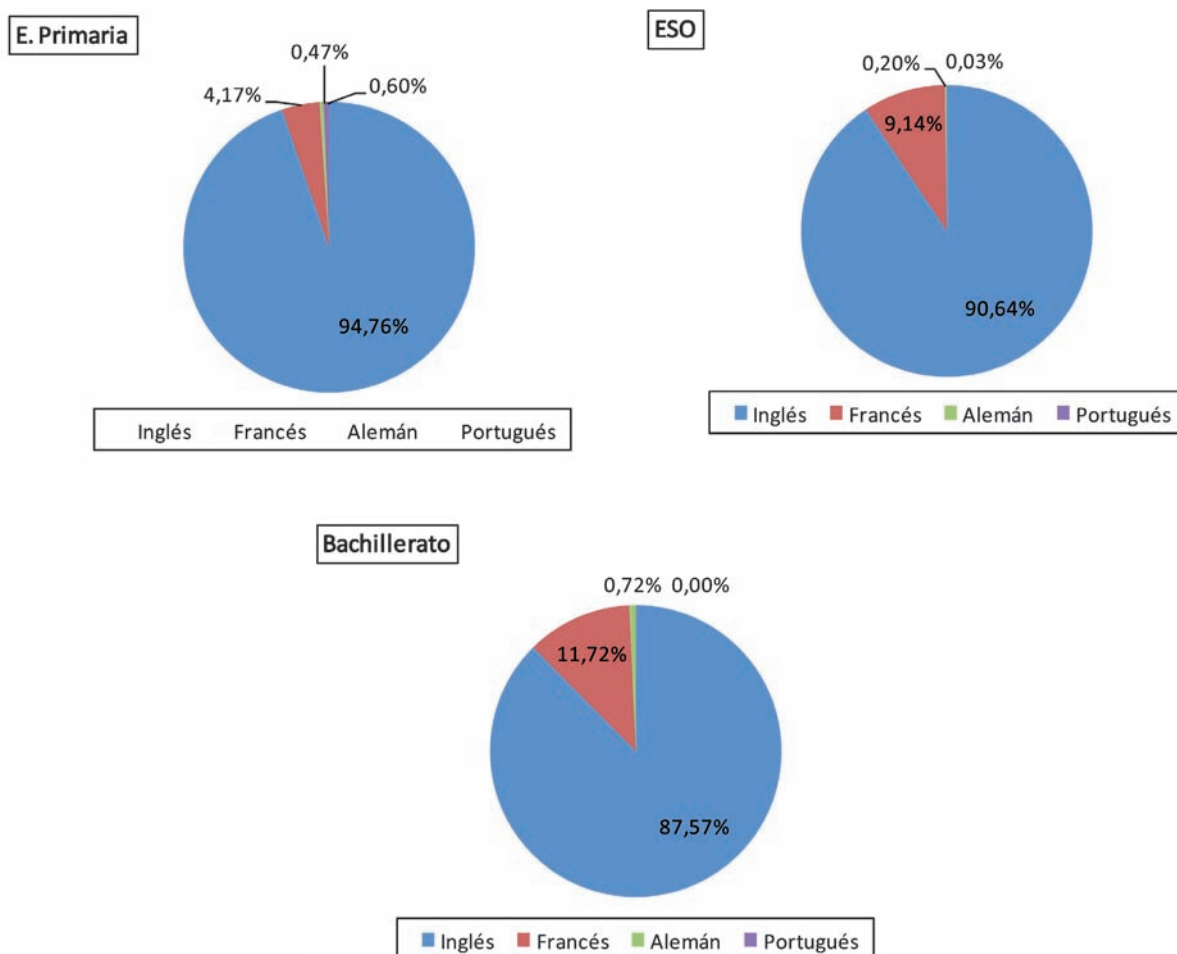 E. Primaria
0,47%
4,17%
0,60%
94,76%
Inglés Francés Alemán Portugués
ESO
0,20% 0,03%
9,14%
90,64%
Inglés Francés Alemán Portugués
Bachillerato
0,72% 0,00%
11,72%
87,57%
Inglés Francés Alemán Portugués